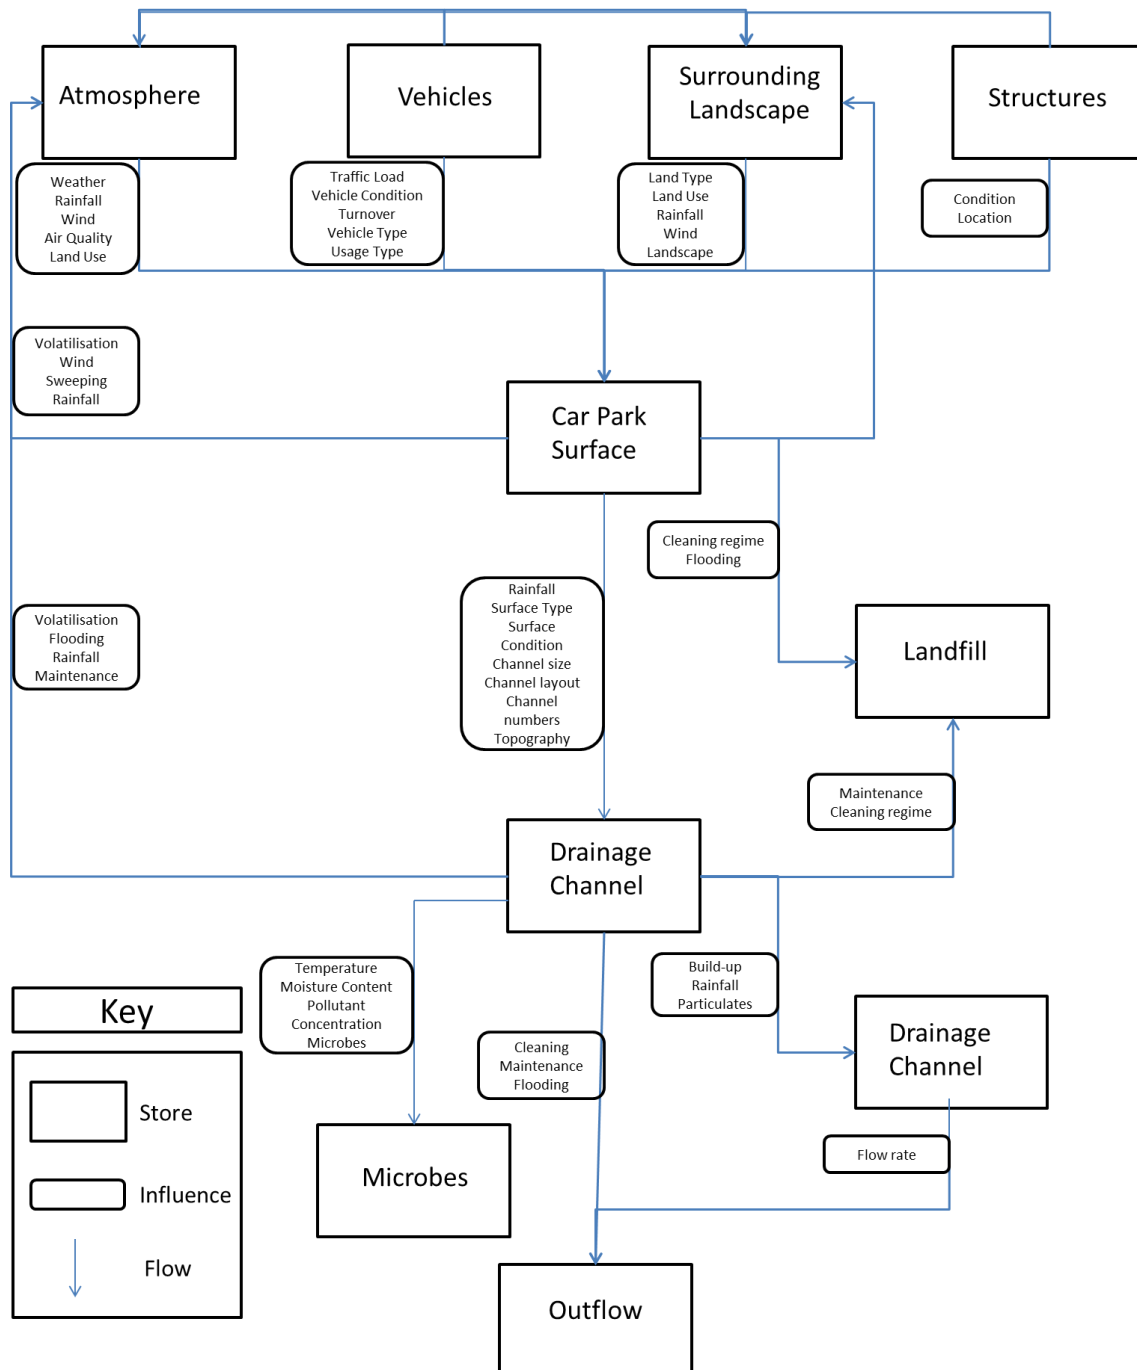 Atmosphere
Vehicles
Surrounding
Landscape
Structures
Weather
Rainfall
Wind
Air Quality
Land Use
Traffic Load
Vehicle Condition
Turnover
Vehicle Type
Usage Type
Land Type
Land Use
Rainfall
Wind
Landscape
Condition
Location
Volatilisation
Wind
Sweeping
Rainfall
Car Park
Surface
Cleaning regime
Flooding
Rainfall
Surface Type
Surface
Condition
Channel size
Channel layout
Channel
numbers
Topography
Volatilisation
Flooding
Rainfall
Maintenance
Landfill
Maintenance
Cleaning regime
Drainage
Channel
Temperature
Moisture Content
Pollutant
Concentration
Microbes
Build-up
Rainfall
Particulates
Cleaning
Maintenance
Flooding
Drainage
Channel
Flow rate
Microbes
Outflow
Key
Store
Influence
Flow